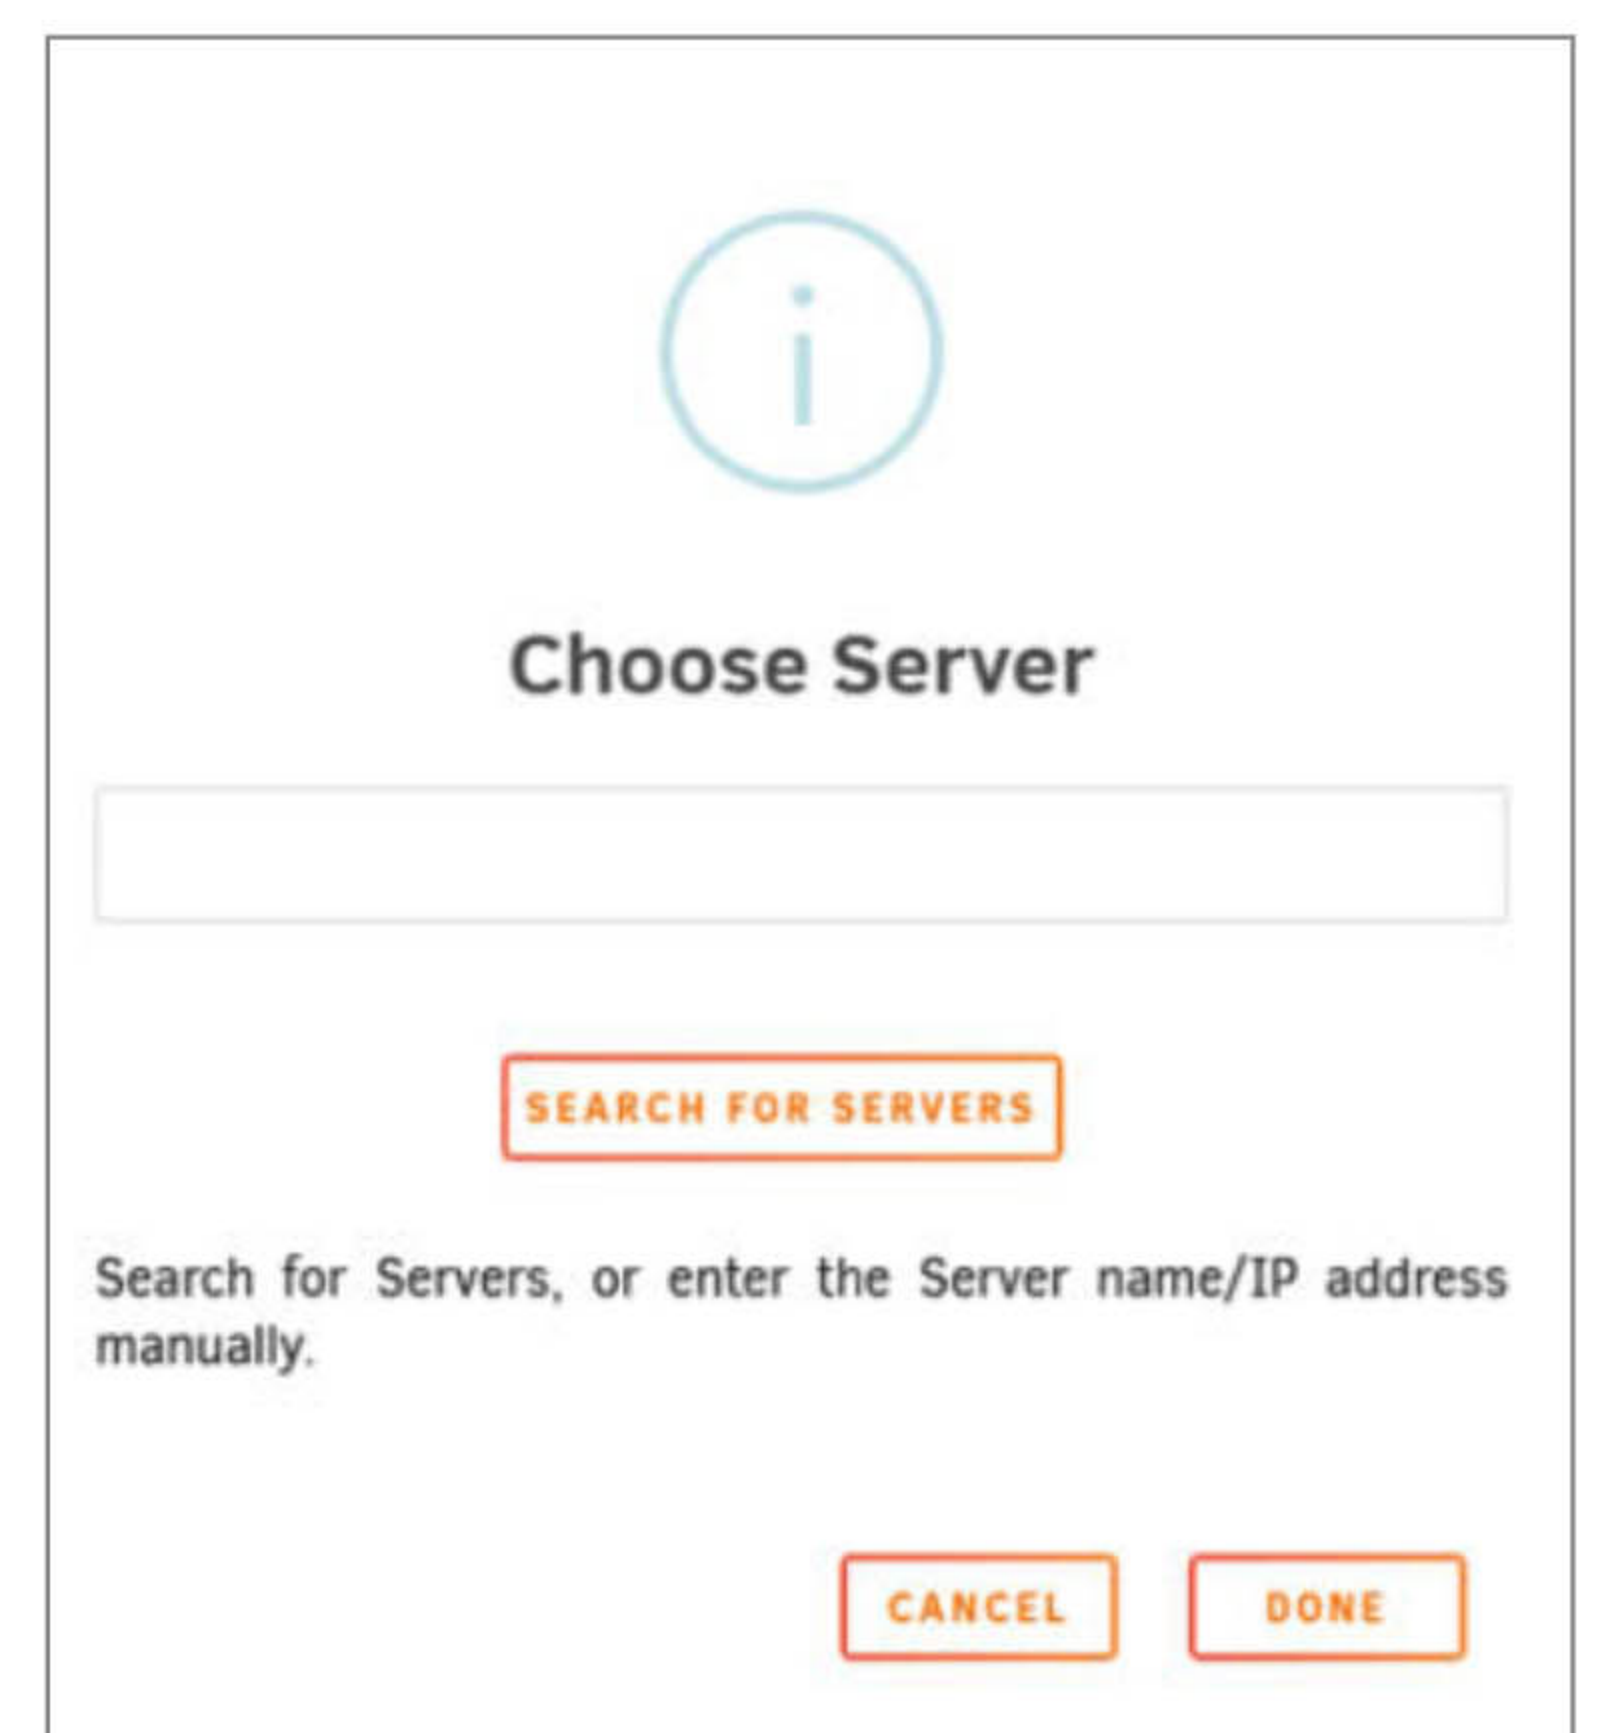 Choose Server
SEARCH FOR SERVERS
Search for Servers, or enter the Server name/IP address
manually.
CANCEL DONE